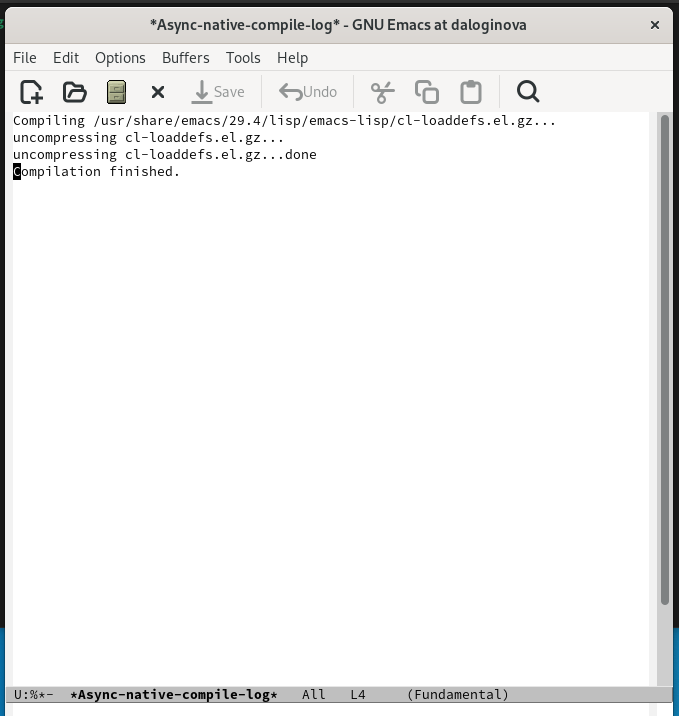 *Async-native-compile-log* - GNU Emacs at daloginova
File Edit Options Buffers Tools Help
Save Undo
Compiling /usr/share/emacs/29.4/lisp/emacs-lisp/cl-loaddefs.el.gz...
uncompressing cl-loaddefs.el.gz...
uncompressing cl-loaddefs.el.gz...done
Compilation finished.
U:%*- *Async-native-compile-log* All L4 (Fundamental)